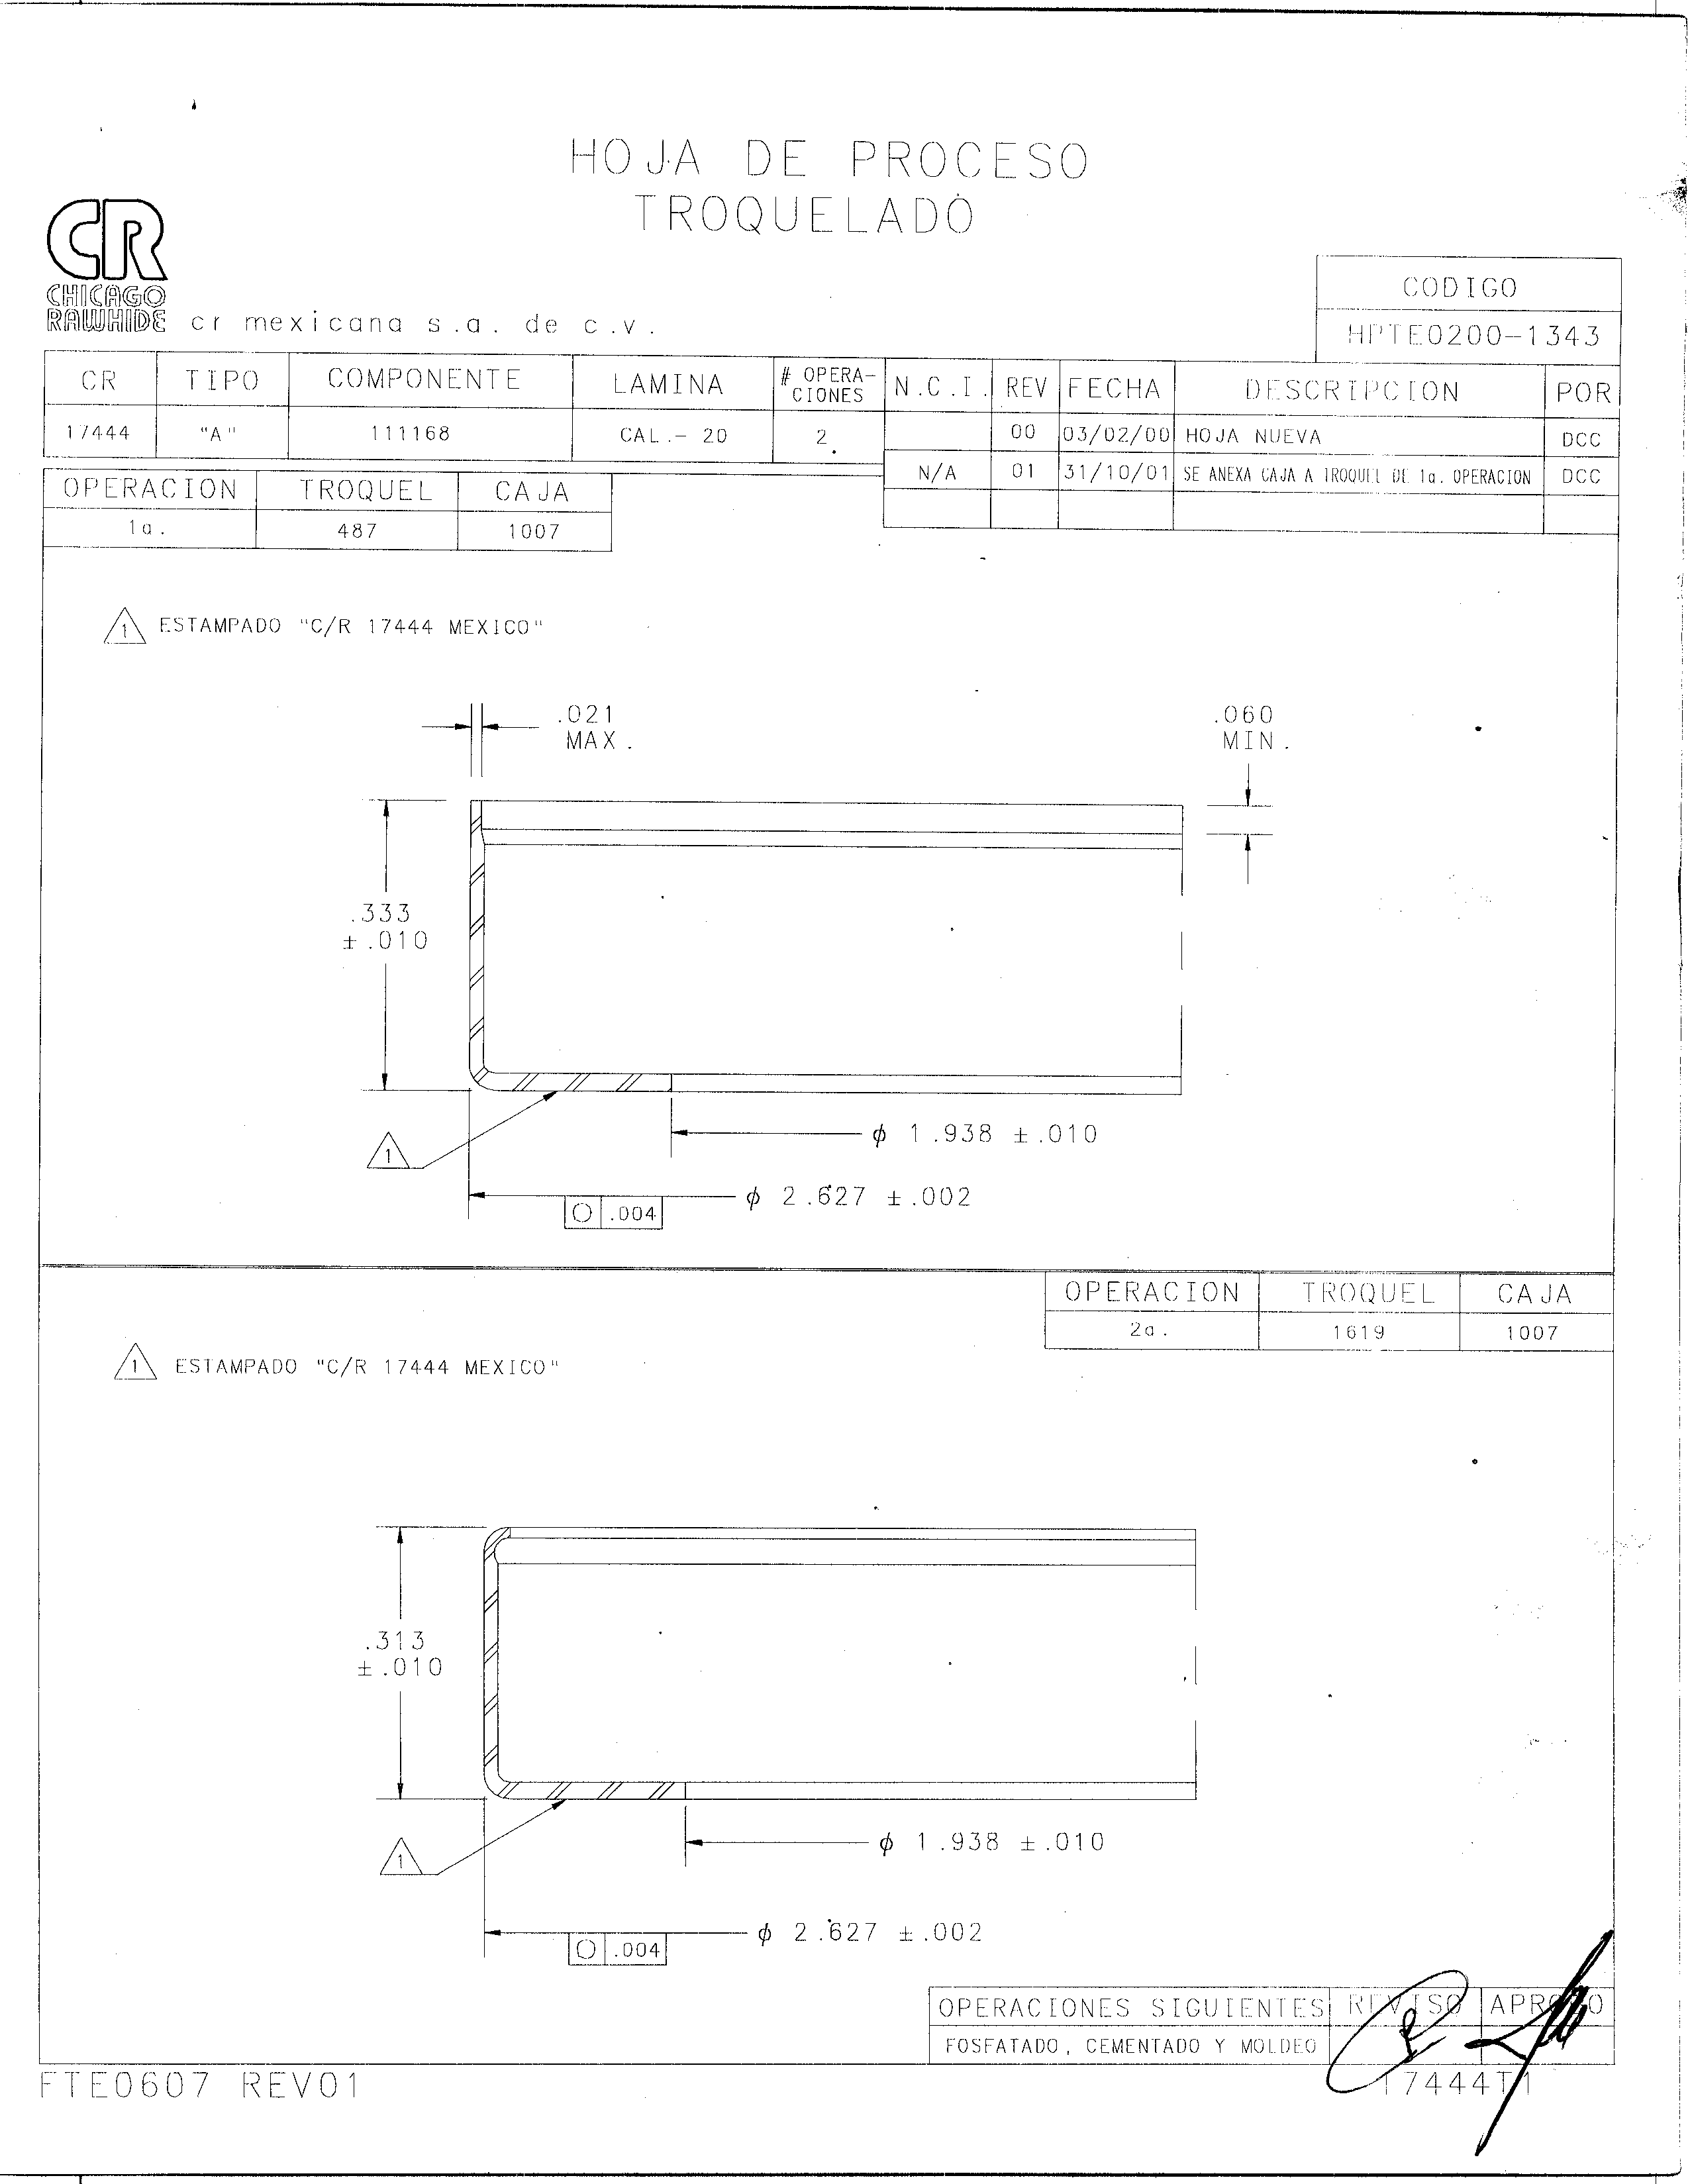 HOJA DE PROCESO
TROQUELADO
CR
CHICAGO
RAWHIDE
cr mexicana s.a. de c.v.
CODIGO
HPTE0200-1343
CR TIPO COMPONENTE LAMINA # OPERA-CIONES N.C.I. REV FECHA DESCRIPCION POR
17444 "A" 111168 CAL.- 20 2 00 03/02/00 HOJA NUEVA DCC
N/A 01 31/10/01 SE ANEXA CAJA A TROQUEL DE 1a. OPERACION DCC
OPERACION TROQUEL CAJA
1a. 487 1007
1 ESTAMPADO "C/R 17444 MEXICO"
.021
MAX.
.060
MIN.
.333
±.010
ϕ 1.938 ±.010
1
ϕ 2.627 ±.002
○ .004
OPERACION TROQUEL CAJA
2a. 1619 1007
1 ESTAMPADO "C/R 17444 MEXICO"
.313
±.010
ϕ 1.938 ±.010
1
ϕ 2.627 ±.002
○ .004
OPERACIONES SIGUIENTES REVISO APROBO
FOSFATADO, CEMENTADO Y MOLDEO
FTE0607 REV01
17444T1